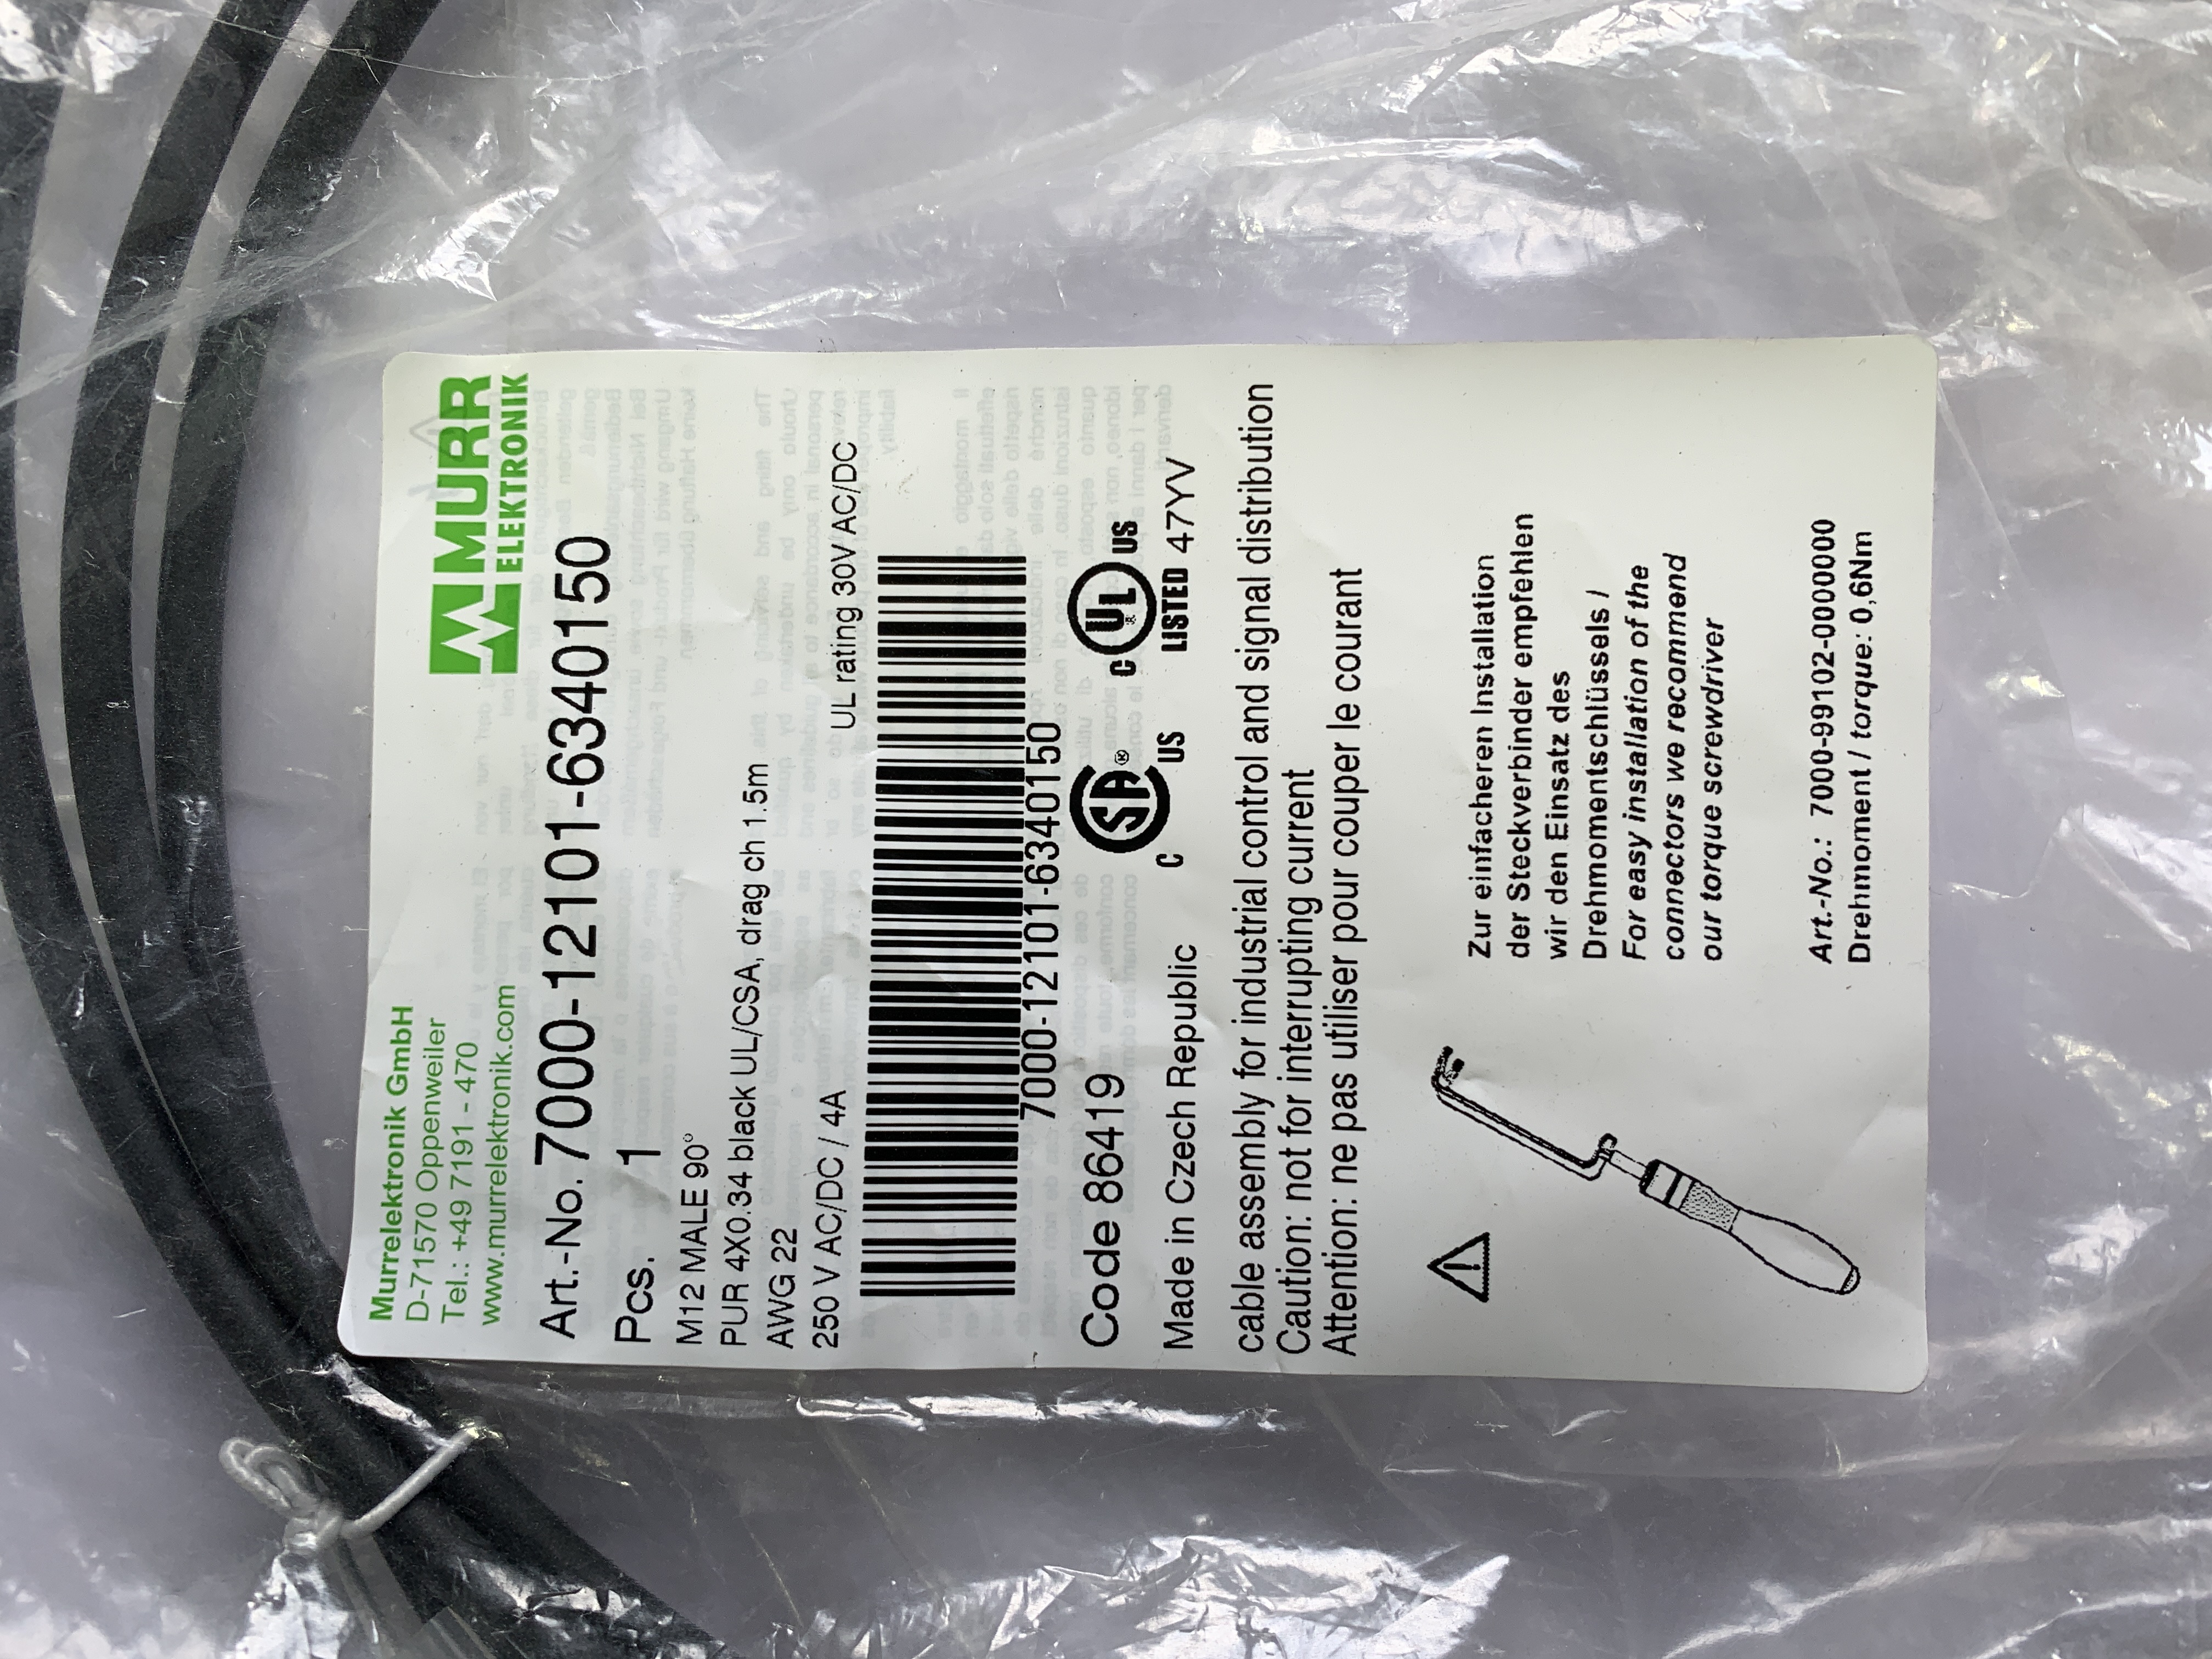 Murrelektronik GmbH
D-71570 Oppenweiler
Tel.: +49 7191 - 470
www.murrelektronik.com
MURR
ELEKTRONIK
Art.-No. 7000-12101-6340150
Pcs. 1
M12 MALE 90°
PUR 4X0.34 black UL/CSA, drag ch 1.5m
AWG 22
250 V AC/DC / 4A
UL rating 30V AC/DC
7000-12101-6340150
Code 86419
C SA ® US
C UL US
LISTED 47YV
Made in Czech Republic
cable assembly for industrial control and signal distribution
Caution: not for interrupting current
Attention: ne pas utiliser pour couper le courant
Zur einfacheren Installation
der Steckverbinder empfehlen
wir den Einsatz des
Drehmomentschlüssels /
For easy installation of the
connectors we recommend
our torque screwdriver
Art.-No.: 7000-99102-0000000
Drehmoment / torque: 0,6Nm